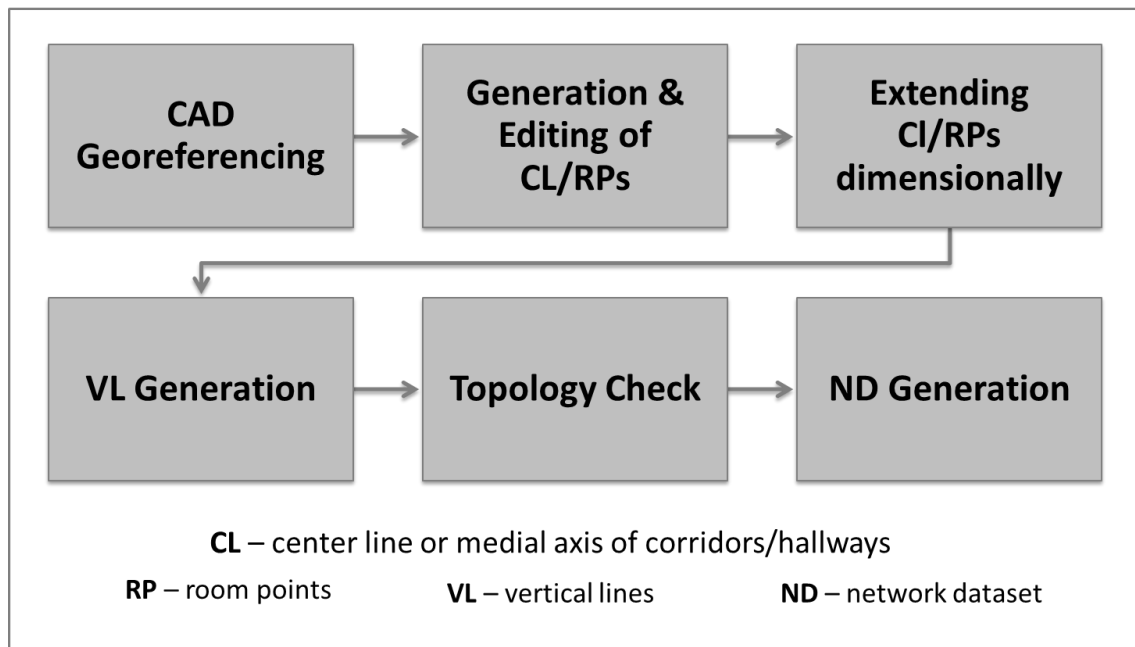 CAD
Georeferencing
Generation &
Editing of
CL/RPs
Extending
Cl/RPs
dimensionally
VL Generation
Topology Check
ND Generation
CL – center line or medial axis of corridors/hallways
RP – room points
VL – vertical lines
ND – network dataset